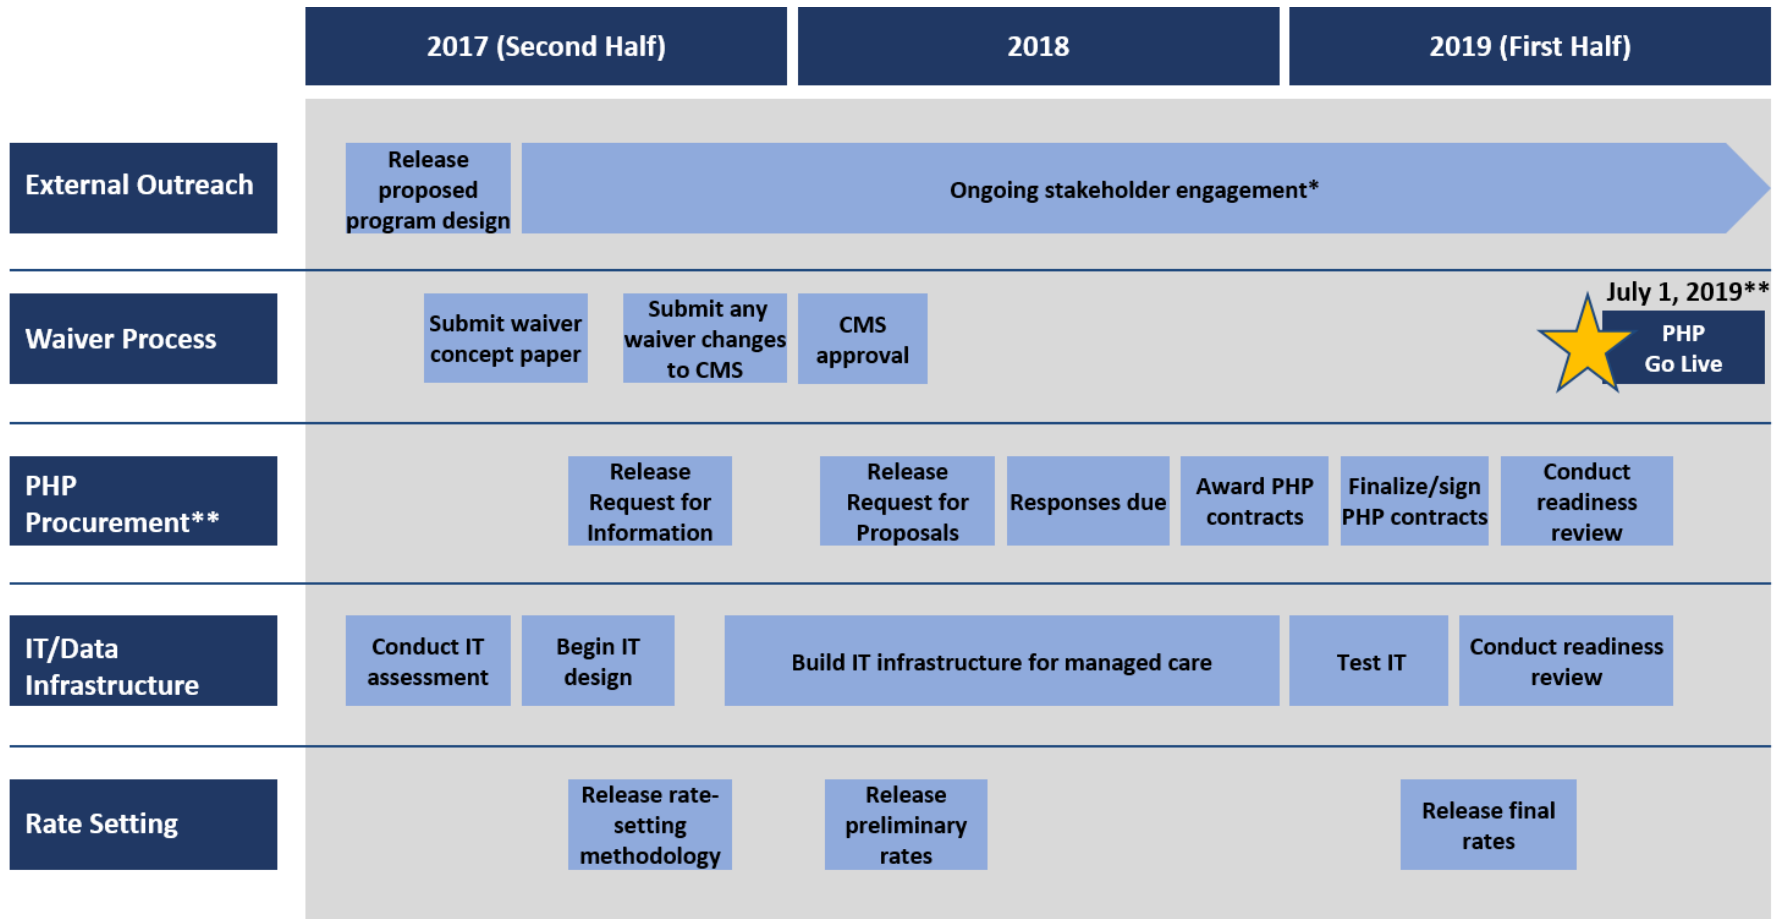 2017 (Second Half)
2018
2019 (First Half)
External Outreach
Release
proposed
program design
Ongoing stakeholder engagement*
Waiver Process
Submit waiver
concept paper
Submit any
waiver changes
to CMS
CMS
approval
July 1, 2019**
PHP
Go Live
PHP
Procurement**
Release
Request for
Information
Release
Request for
Proposals
Responses due
Award PHP
contracts
Finalize/sign
PHP contracts
Conduct
readiness
review
IT/Data
Infrastructure
Conduct IT
assessment
Begin IT
design
Build IT infrastructure for managed care
Test IT
Conduct readiness
review
Rate Setting
Release rate-
setting
methodology
Release
preliminary
rates
Release final
rates